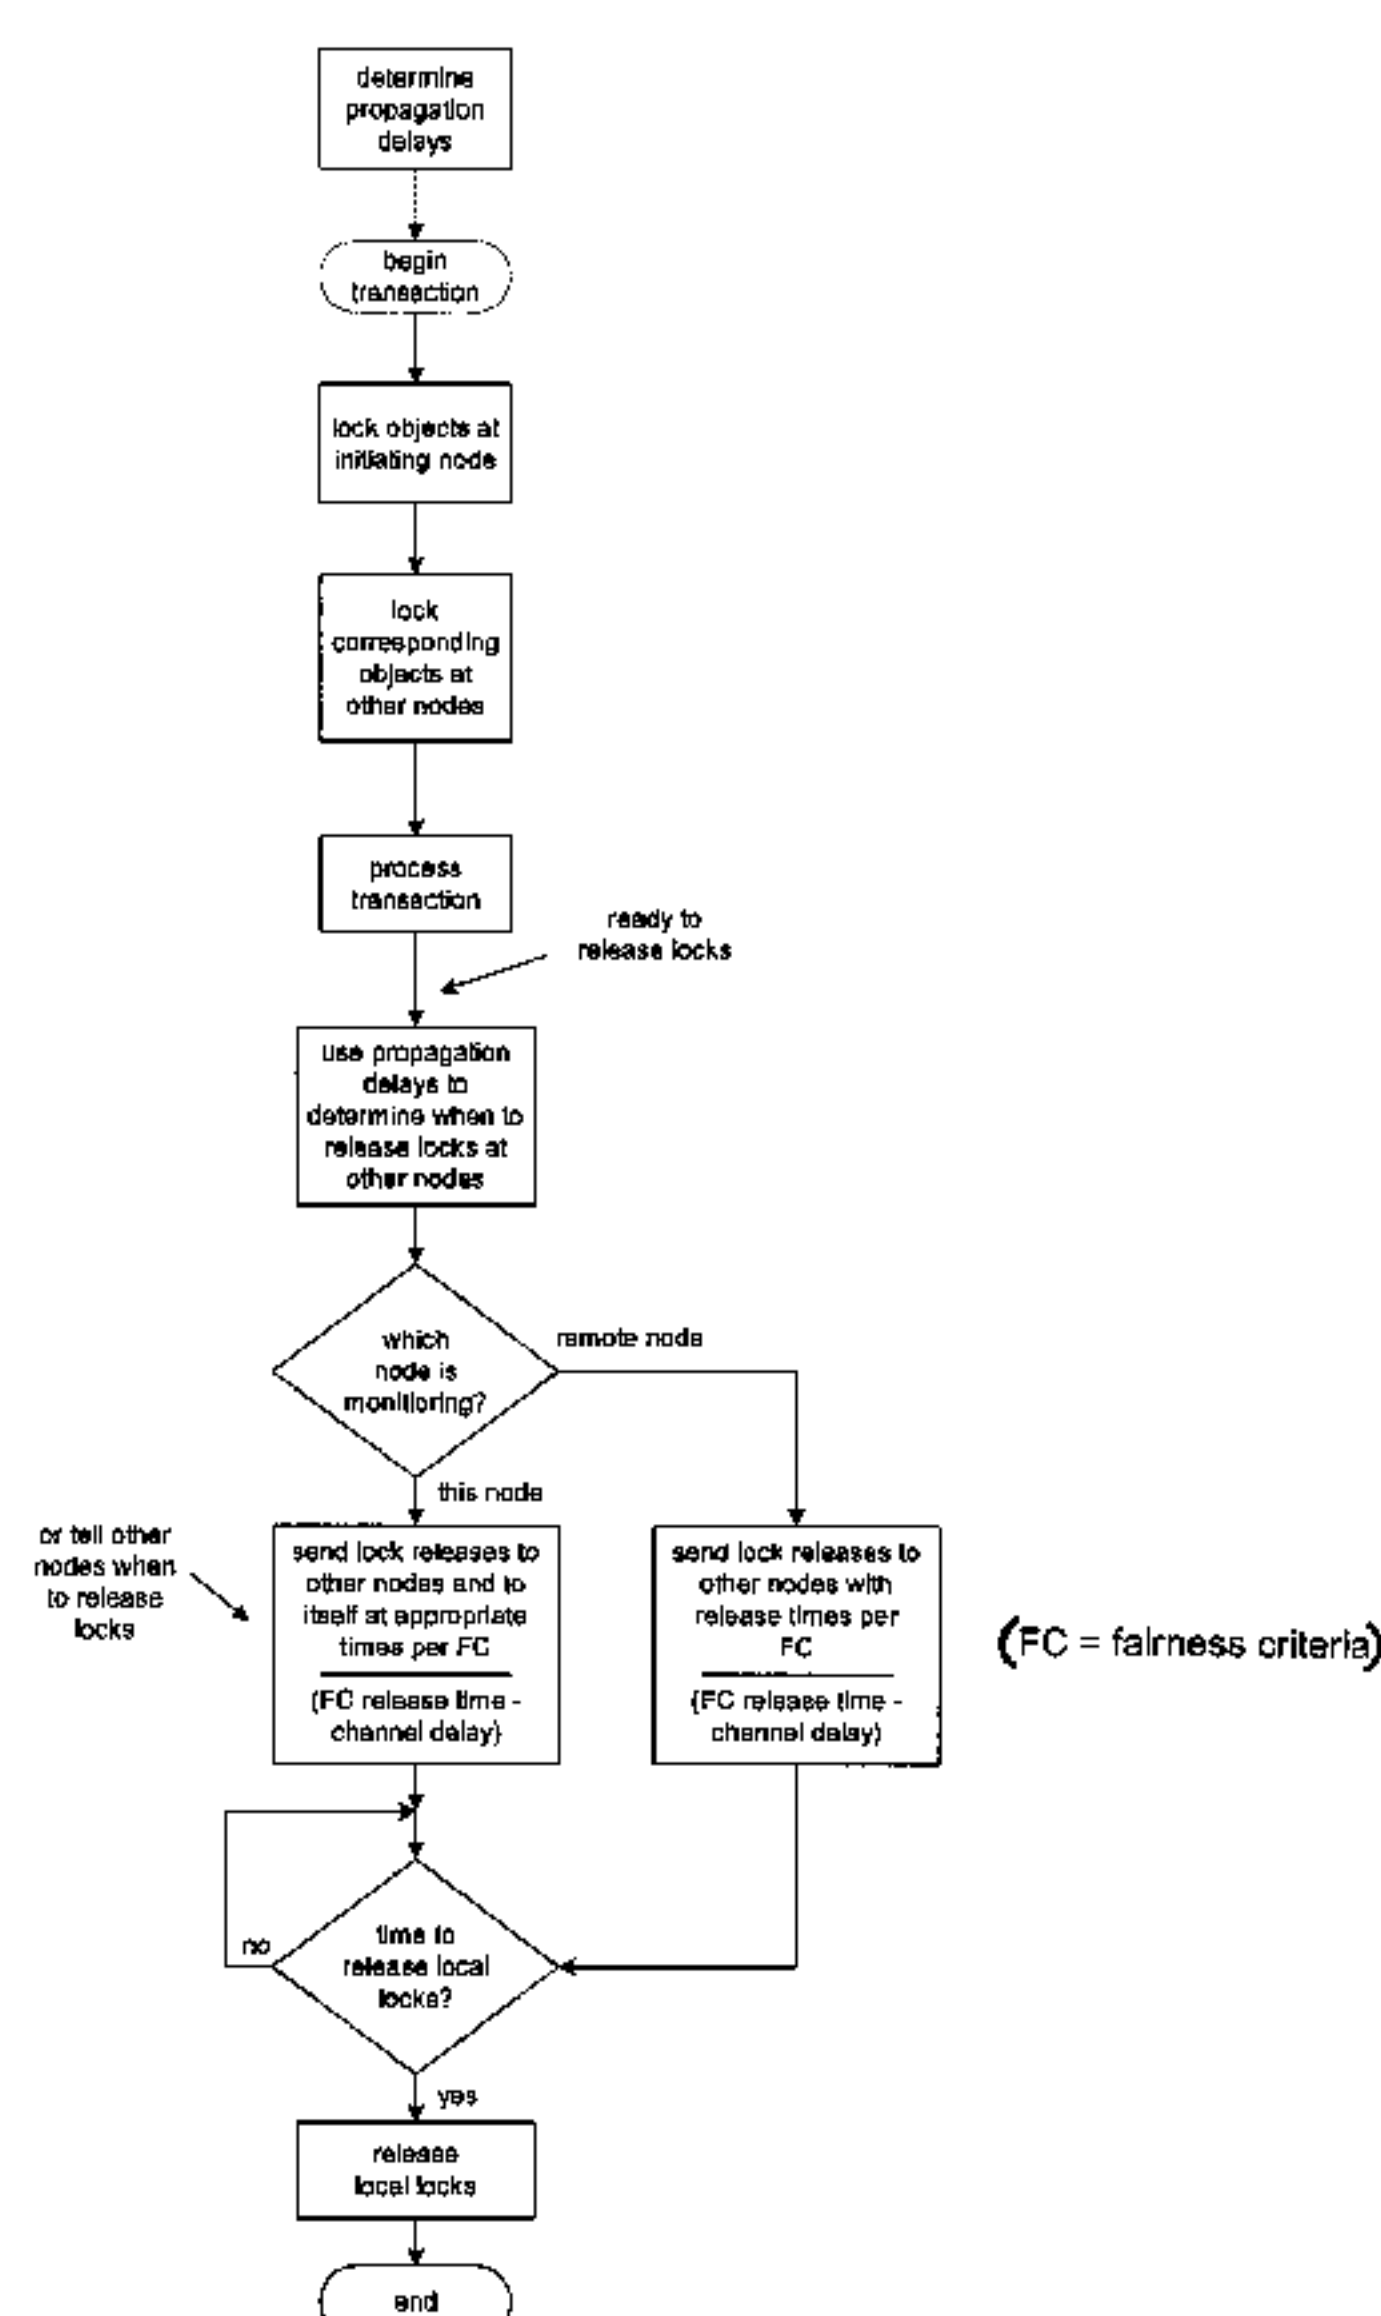 determine
propagation
delays
begin
transaction
lock objects at
initiating node
lock
corresponding
objects at
other nodes
process
transaction
ready to
release locks
use propagation
delays to
determine when to
release locks at
other nodes
which
node is
monitioring?
remote node
this node
or tell other
nodes when
to release
locks
send lock releases to
other nodes and to
itself at appropriate
times per FC
(FC release time -
channel delay)
send lock releases to
other nodes with
release times per
FC
(FC release time -
channel delay)
(FC = fairness criteria)
no
time to
release local
locks?
yes
release
local locks
end